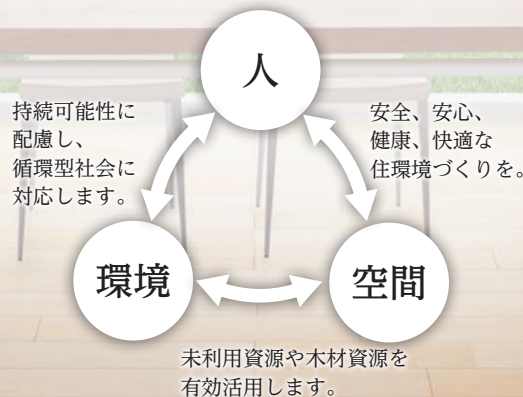 人
持続可能性に
配慮し、
循環型社会に
対応します。
安全、安心、
健康、快適な
住環境づくりを。
環境
空間
未利用資源や木材資源を
有効活用します。